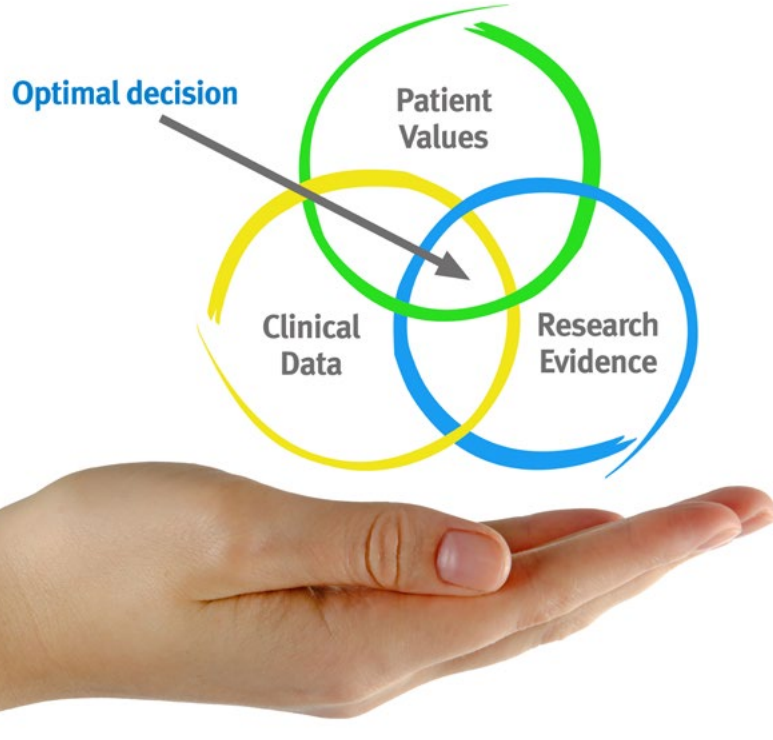 Optimal decision
Patient
Values
Clinical
Data
Research
Evidence